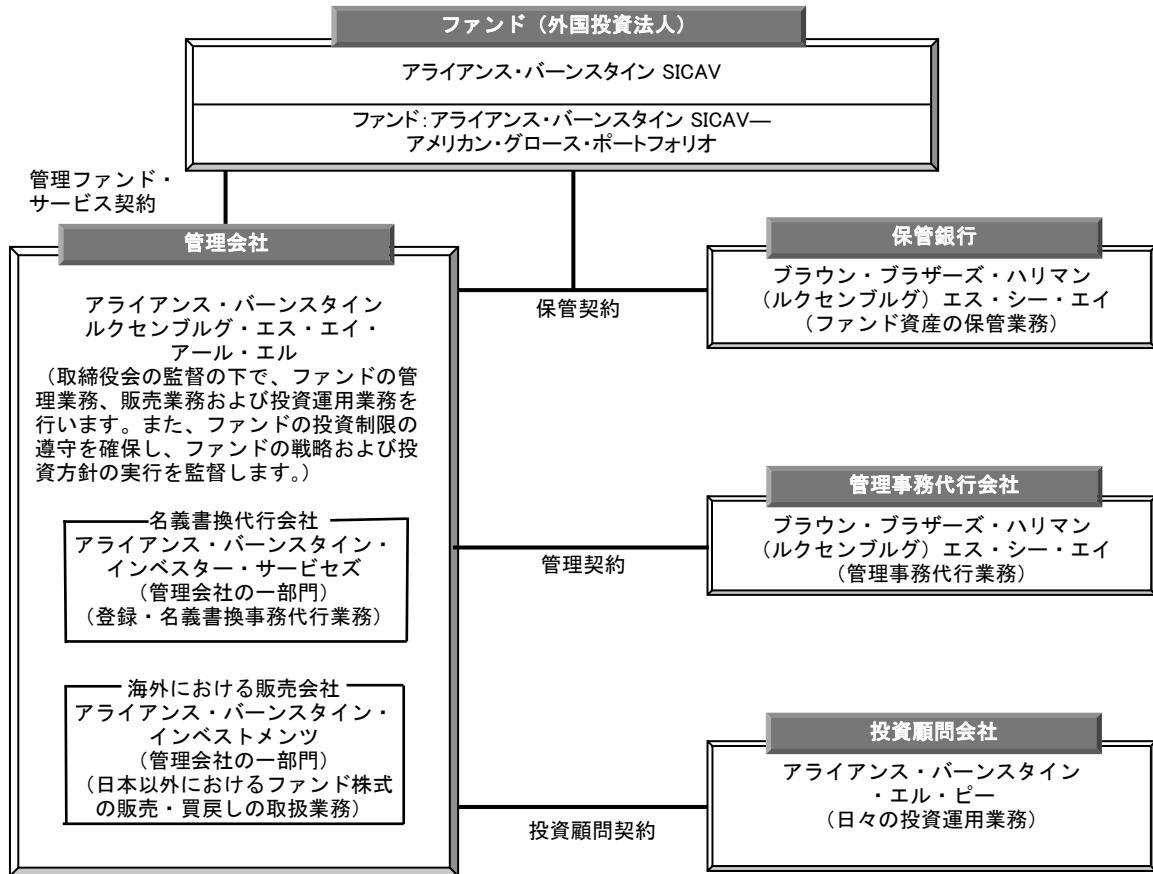 ファンド（外国投資法人）
アライアンス・バーンスタイン SICAV
ファンド：アライアンス・バーンスタイン SICAV―
アメリカン・グロース・ポートフォリオ
管理ファンド・
サービス契約
管理会社
アライアンス・バーンスタイン
ルクセンブルグ・エス・エイ・
アール・エル
（取締役会の監督の下で、ファンドの管
理業務、販売業務および投資運用業務を
行います。また、ファンドの投資制限の
遵守を確保し、ファンドの戦略および投
資方針の実行を監督します。）
名義書換代行会社
アライアンス・バーンスタイン・
インベスター・サービセズ
（管理会社の一部門）
（登録・名義書換事務代行業務）
海外における販売会社
アライアンス・バーンスタイン・
インベストメンツ
（管理会社の一部門）
（日本以外におけるファンド株式
の販売・買戻しの取扱業務）
保管契約
保管銀行
ブラウン・ブラザーズ・ハリマン
（ルクセンブルグ）エス・シー・エイ
（ファンド資産の保管業務）
管理契約
管理事務代行会社
ブラウン・ブラザーズ・ハリマン
（ルクセンブルグ）エス・シー・エイ
（管理事務代行業務）
投資顧問契約
投資顧問会社
アライアンス・バーンスタイン
・エル・ピー
（日々の投資運用業務）